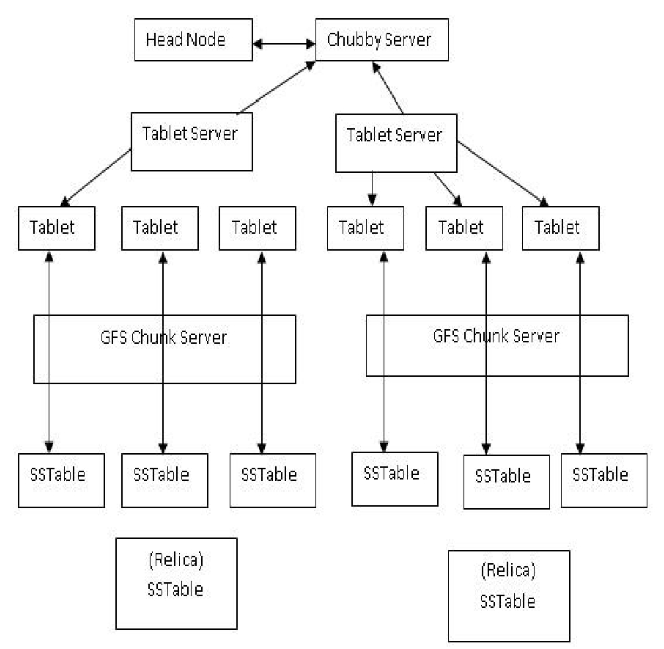 Head Node
Chubby Server
Tablet Server
Tablet Server
Tablet
Tablet
Tablet
Tablet
Tablet
Tablet
GFS Chunk Server
GFS Chunk Server
SSTable
SSTable
SSTable
SSTable
SSTable
SSTable
(Relica)
SSTable
(Relica)
SSTable